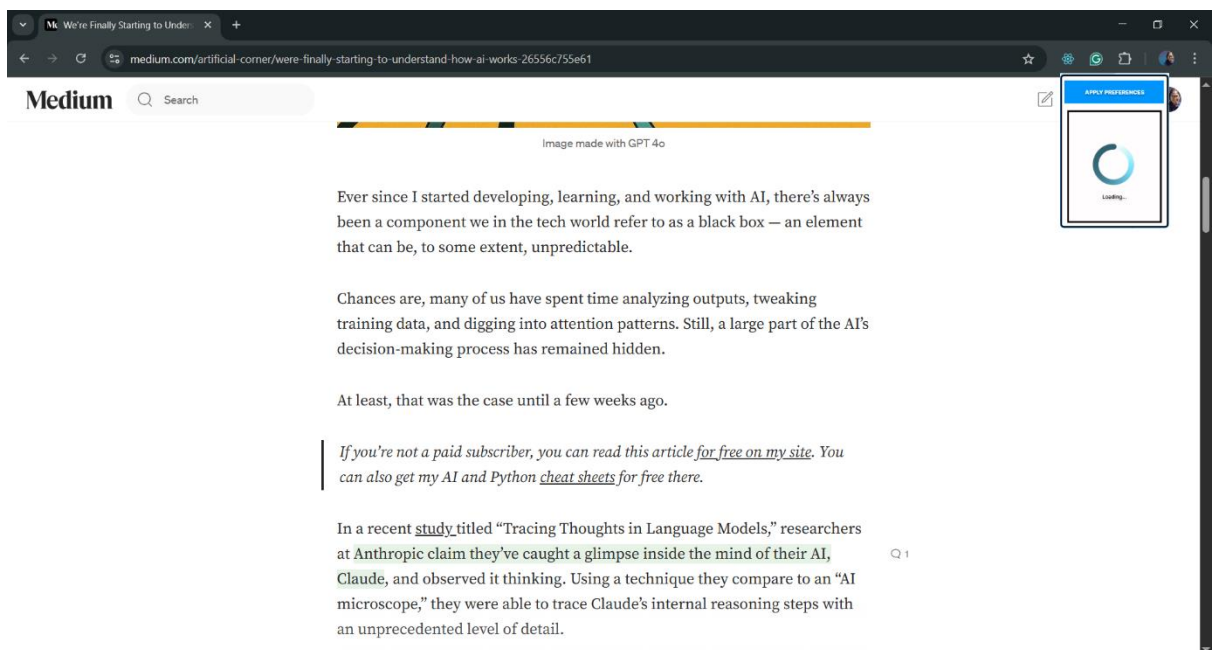 We're Finally Starting to Under
medium.com/artificial-corner/were-finally-starting-to-understand-how-ai-works-26556c755e61
Medium
Search
APPLY PREFERENCES
Loading...
Image made with GPT 4o
Ever since I started developing, learning, and working with AI, there's always
been a component we in the tech world refer to as a black box — an element
that can be, to some extent, unpredictable.
Chances are, many of us have spent time analyzing outputs, tweaking
training data, and digging into attention patterns. Still, a large part of the AI's
decision-making process has remained hidden.
At least, that was the case until a few weeks ago.
If you're not a paid subscriber, you can read this article for free on my site. You
can also get my AI and Python cheat sheets for free there.
In a recent study titled “Tracing Thoughts in Language Models,” researchers
at Anthropic claim they've caught a glimpse inside the mind of their AI,
1
Claude, and observed it thinking. Using a technique they compare to an “AI
microscope,” they were able to trace Claude's internal reasoning steps with
an unprecedented level of detail.